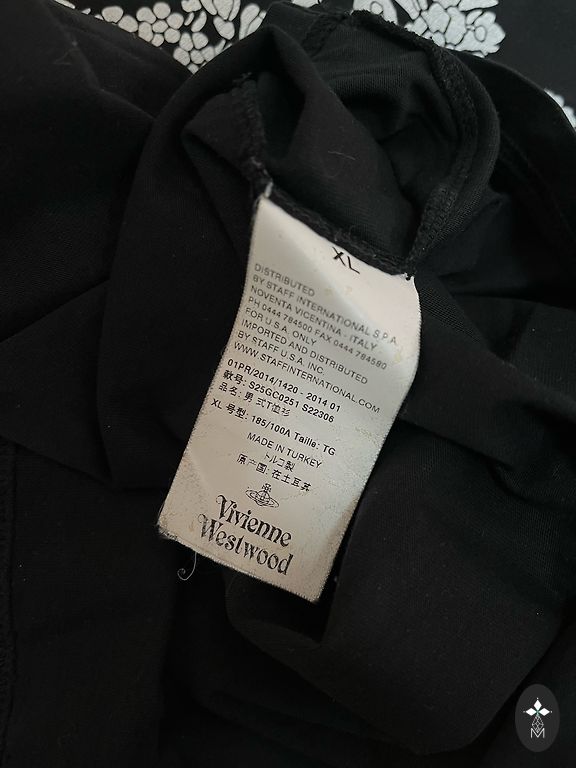 XL
DISTRIBUTED
BY STAFF INTERNATIONAL S.P.A.
NOVENTA VICENTINA - ITALY -
PH 0444 784500 FAX 0444 784580
FOR U.S.A. ONLY
IMPORTED AND DISTRIBUTED
BY STAFF U.S.A. INC.
WWW.STAFFINTERNATIONAL.COM
01PR/2014/1420 - 2014 01
款号: S25GC0251 S22306
品名: 男式T恤衫
XL 号型: 185/100A Taille: TG
MADE IN TURKEY
トルコ製
原产国: 在土耳其
Vivienne
Westwood
M